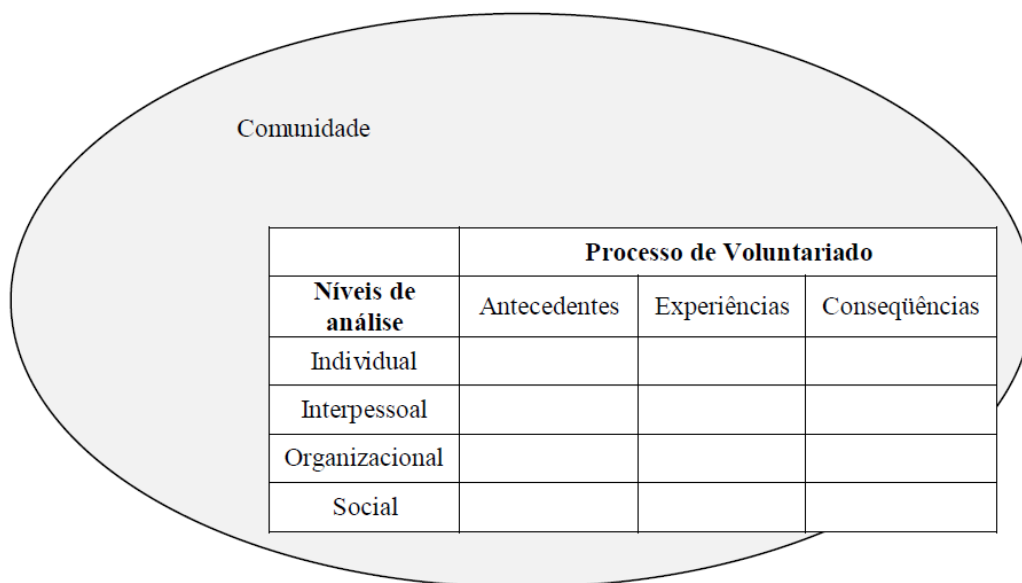 Comunidade
Processo de Voluntariado
Níveis de
análise
Antecedentes Experiências Conseqüências
Individual
Interpessoal
Organizacional
Social